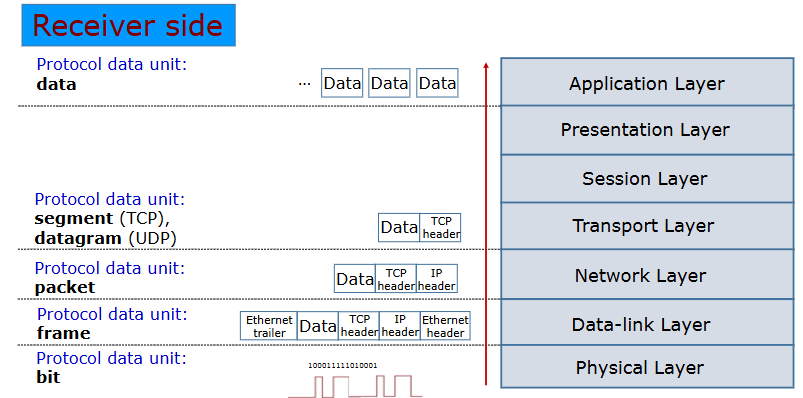 Receiver side
Protocol data unit:
data
... Data Data Data
Application Layer
Presentation Layer
Session Layer
Protocol data unit:
segment (TCP),
datagram (UDP)
Data TCP header
Transport Layer
Protocol data unit:
packet
Data TCP header IP header
Network Layer
Protocol data unit:
frame
Ethernet trailer Data TCP header IP header Ethernet header
Data-link Layer
Protocol data unit:
bit
100011111010001
Physical Layer